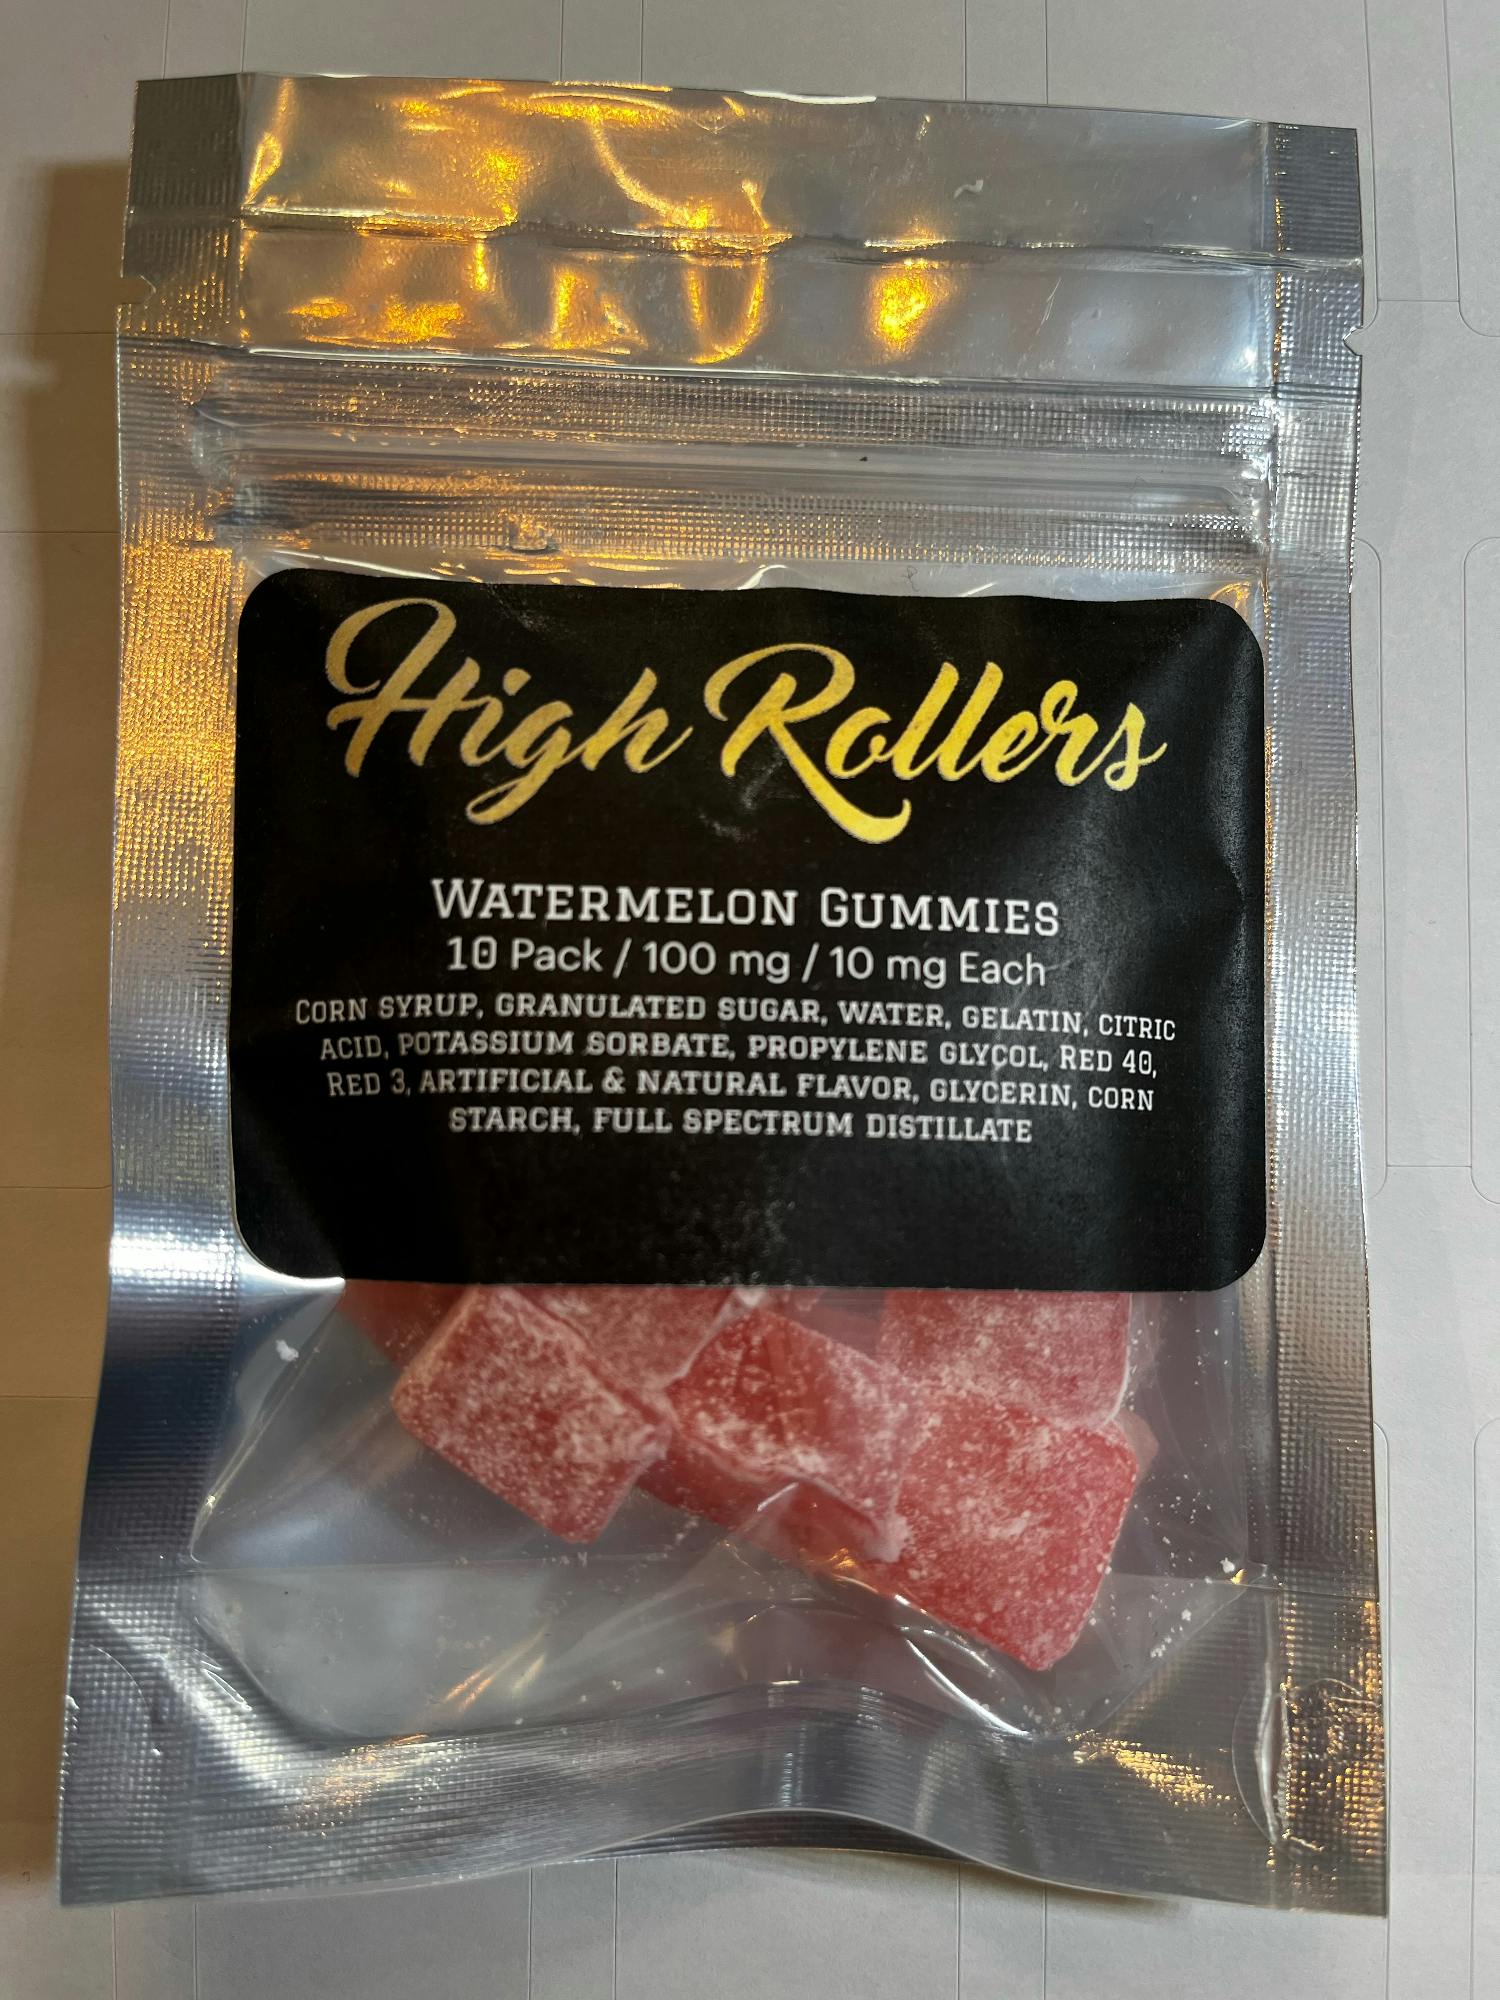 High Rollers
WATERMELON GUMMIES
10 Pack / 100 mg / 10 mg Each
CORN SYRUP, GRANULATED SUGAR, WATER, GELATIN, CITRIC
ACID, POTASSIUM SORBATE, PROPYLENE GLYCOL, RED 40,
RED 3, ARTIFICIAL & NATURAL FLAVOR, GLYCERIN, CORN
STARCH, FULL SPECTRUM DISTILLATE